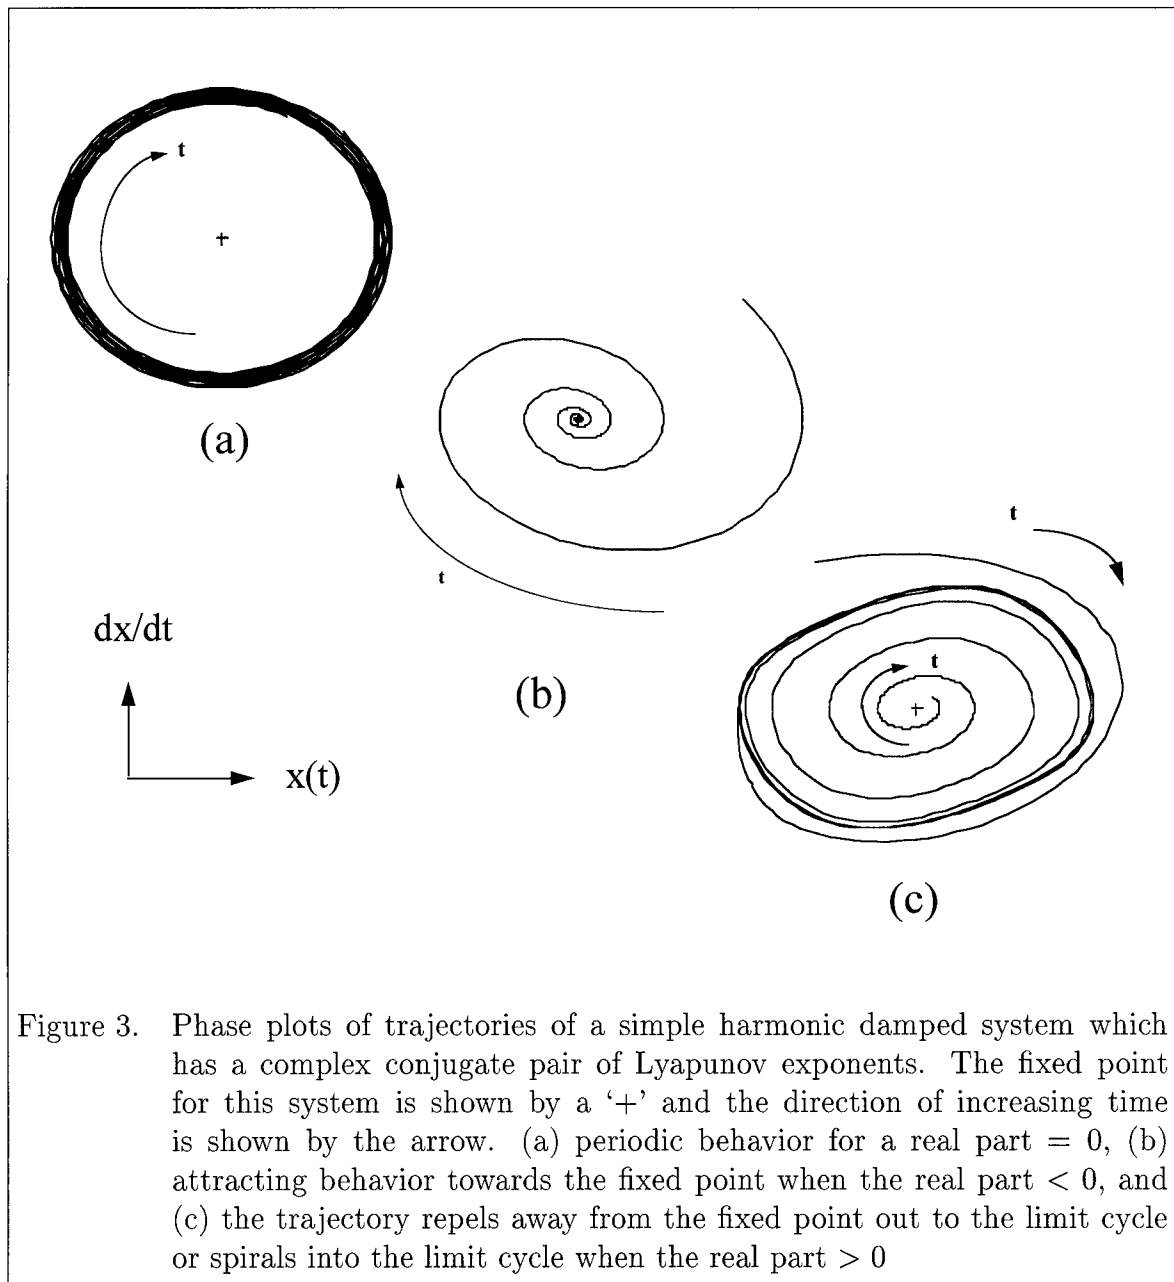 t
(a)
t
t
dx/dt
(b)
t
x(t)
(c)
Figure 3. Phase plots of trajectories of a simple harmonic damped system which
has a complex conjugate pair of Lyapunov exponents. The fixed point
for this system is shown by a ‘+’ and the direction of increasing time
is shown by the arrow. (a) periodic behavior for a real part = 0, (b)
attracting behavior towards the fixed point when the real part < 0, and
(c) the trajectory repels away from the fixed point out to the limit cycle
or spirals into the limit cycle when the real part > 0